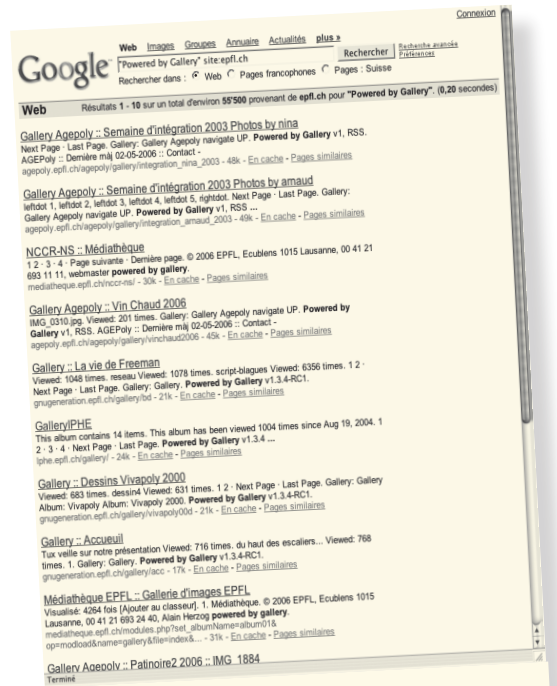 Connexion
Web Images Groupes Annuaire Actualités plus »
Google™ "Powered by Gallery" site:epfl.ch Rechercher Recherche avancée Préférences
Rechercher dans : Web Pages francophones Pages : Suisse
Web Résultats 1 - 10 sur un total d'environ 55'500 provenant de epfl.ch pour "Powered by Gallery". (0,20 secondes)
Gallery Agepoly :: Semaine d'intégration 2003 Photos by nina
Next Page · Last Page. Gallery: Gallery Agepoly navigate UP. Powered by Gallery v1, RSS.
AGEPoly :: Dernière màj 02-05-2006 :: Contact -
agepoly.epfl.ch/agepoly/gallery/integration_nina_2003 - 48k - En cache - Pages similaires
Gallery Agepoly :: Semaine d'intégration 2003 Photos by arnaud
leftdot 1, leftdot 2, leftdot 3, leftdot 4, leftdot 5, rightdot. Next Page · Last Page. Gallery:
Gallery Agepoly navigate UP. Powered by Gallery v1, RSS ...
agepoly.epfl.ch/agepoly/gallery/integration_arnaud_2003 - 49k - En cache - Pages similaires
NCCR-NS :: Médiathèque
1 2 · 3 · 4 · Page suivante · Dernière page. © 2006 EPFL, Ecublens 1015 Lausanne, 00 41 21
693 11 11, webmaster powered by gallery.
mediatheque.epfl.ch/nccr-ns/ - 30k - En cache - Pages similaires
Gallery Agepoly :: Vin Chaud 2006
IMG_0310.jpg. Viewed: 201 times. Gallery: Gallery Agepoly navigate UP. Powered by
Gallery v1, RSS. AGEPoly :: Dernière màj 02-05-2006 :: Contact -
agepoly.epfl.ch/agepoly/gallery/vinchaud2006 - 45k - En cache - Pages similaires
Gallery :: La vie de Freeman
Viewed: 1048 times. reseau Viewed: 1078 times. script-blagues Viewed: 6356 times. 1 2 ·
Next Page · Last Page. Gallery: Gallery. Powered by Gallery v1.3.4-RC1.
gnugeneration.epfl.ch/gallery/bd - 21k - En cache - Pages similaires
GalleryIPHE
This album contains 14 items. This album has been viewed 1004 times since Aug 19, 2004. 1
2 · 3 · 4 · Next Page · Last Page. Powered by Gallery v1.3.4 ...
iphe.epfl.ch/gallery/ - 24k - En cache - Pages similaires
Gallery :: Dessins Vivapoly 2000
Viewed: 683 times. dessin4 Viewed: 631 times. 1 2 · Next Page · Last Page. Gallery: Gallery
Album: Vivapoly Album: Vivapoly 2000. Powered by Gallery v1.3.4-RC1.
gnugeneration.epfl.ch/gallery/vivapoly00d - 21k - En cache - Pages similaires
Gallery :: Accueuil
Tux veille sur notre présentation Viewed: 716 times. du haut des escaliers... Viewed: 768
times. 1. Gallery: Gallery. Powered by Gallery v1.3.4-RC1.
gnugeneration.epfl.ch/gallery/acc - 17k - En cache - Pages similaires
Médiathèque EPFL :: Gallerie d'images EPFL
Visualisé: 4264 fois [Ajouter au classeur]. 1. Médiathèque. © 2006 EPFL, Ecublens 1015
Lausanne, 00 41 21 693 24 40, Alain Herzog powered by gallery.
mediatheque.epfl.ch/modules.php?set_albumName=album01&
op=modload&name=gallery&file=index&... - 31k - En cache - Pages similaires
Gallery Agepoly :: Patinoire2 2006 :: IMG_1884
Terminé